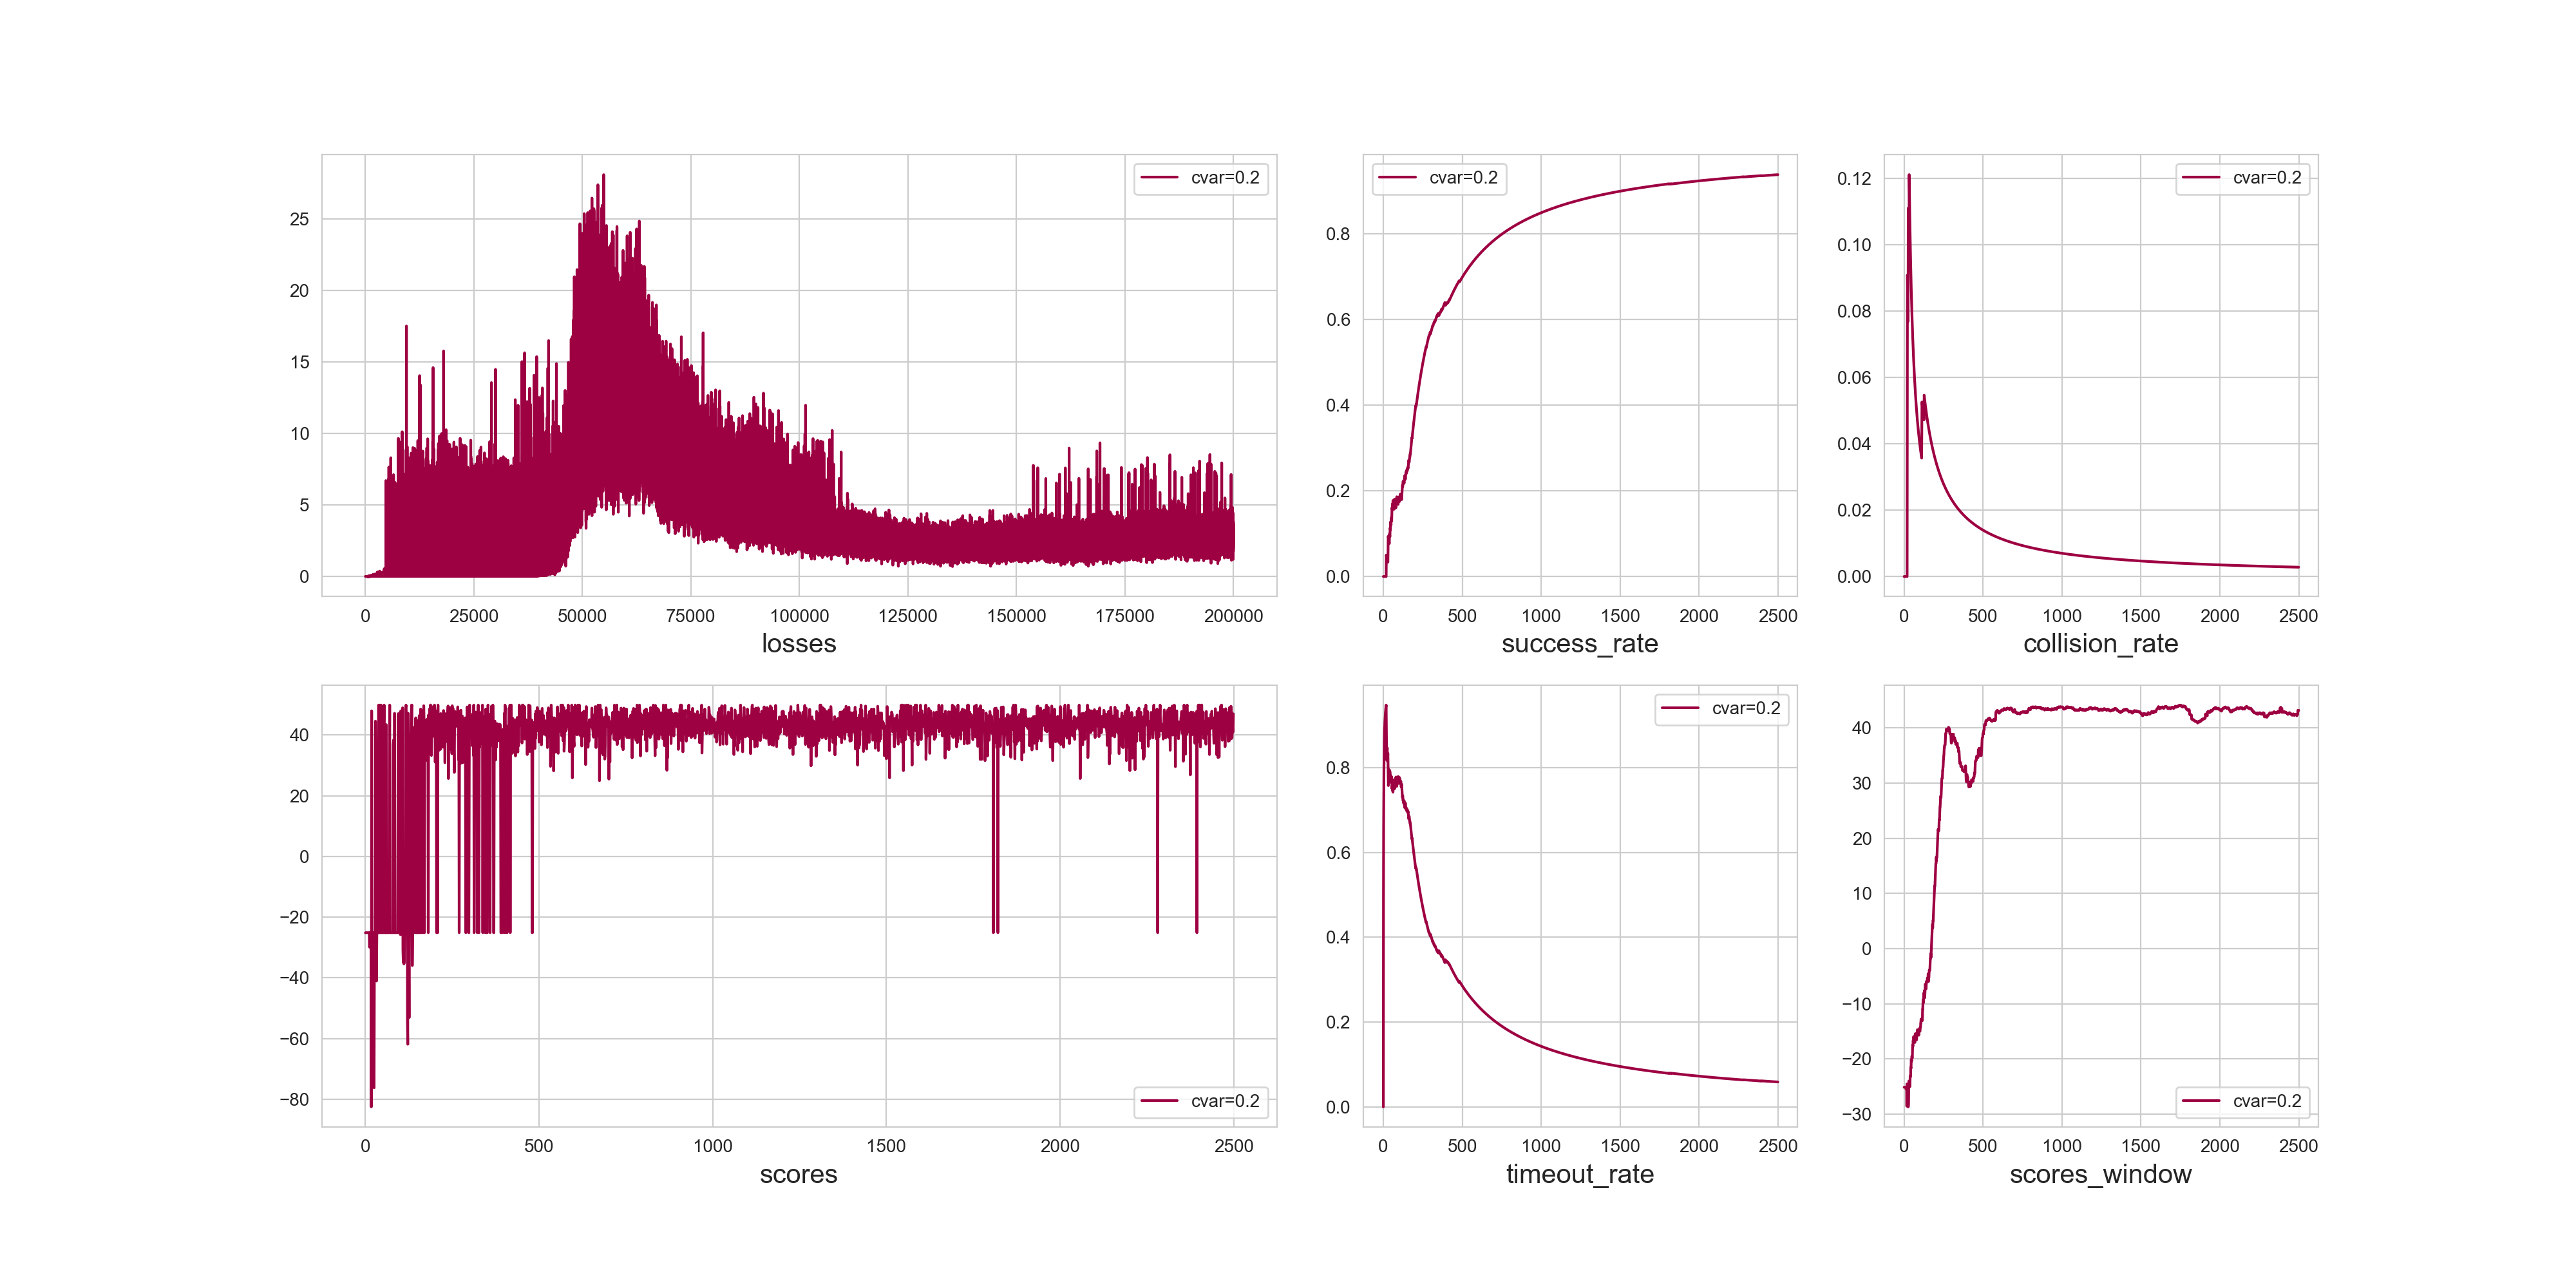 cvar=0.2
25
20
15
10
5
0
0 25000 50000 75000 100000 125000 150000 175000 200000
losses
cvar=0.2
0.8
0.6
0.4
0.2
0.0
0 500 1000 1500 2000 2500
success_rate
cvar=0.2
0.12
0.10
0.08
0.06
0.04
0.02
0.00
0 500 1000 1500 2000 2500
collision_rate
40
20
0
−20
−40
−60
−80
cvar=0.2
0 500 1000 1500 2000 2500
scores
cvar=0.2
0.8
0.6
0.4
0.2
0.0
0 500 1000 1500 2000 2500
timeout_rate
40
30
20
10
0
−10
−20
−30
cvar=0.2
0 500 1000 1500 2000 2500
scores_window